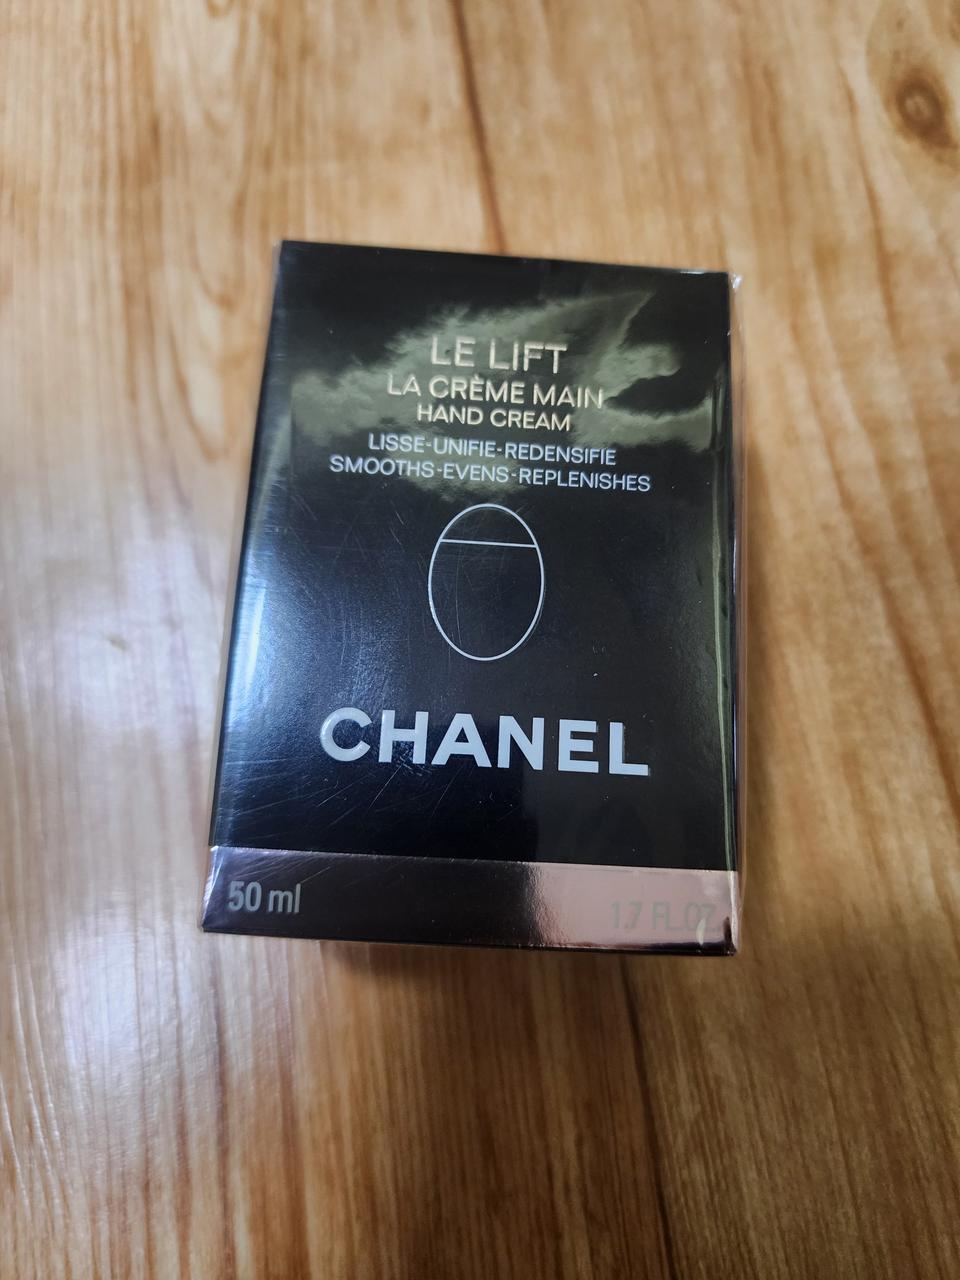 LE LIFT
LA CRÈME MAIN
HAND CREAM
LISSE-UNIFIE-REDENSIFIE
SMOOTHS-EVENS-REPLENISHES
CHANEL
50 ml 1.7 FL.OZ.